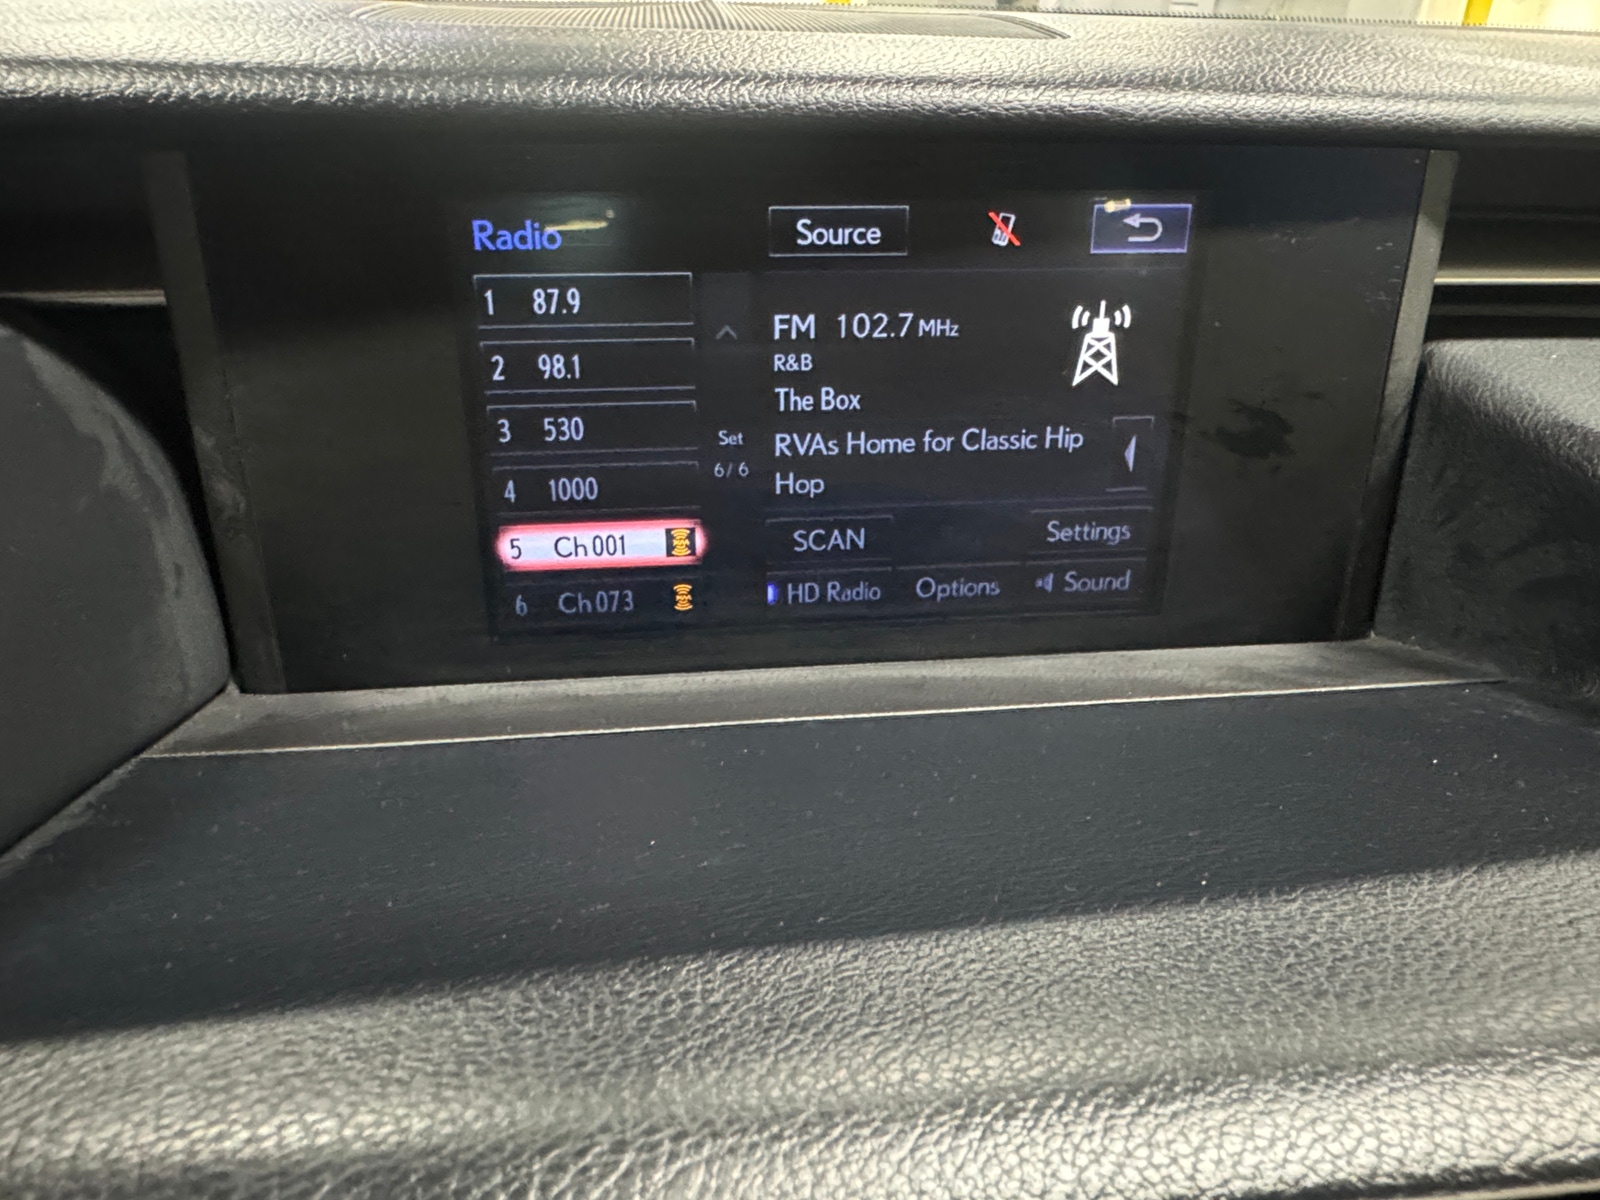 Radio
Source
1 87.9
2 98.1
3 530
4 1000
5 Ch001
6 Ch073
Set
6/6
FM 102.7 MHz
R&B
The Box
RVAs Home for Classic Hip
Hop
SCAN
Settings
HD Radio
Options
Sound